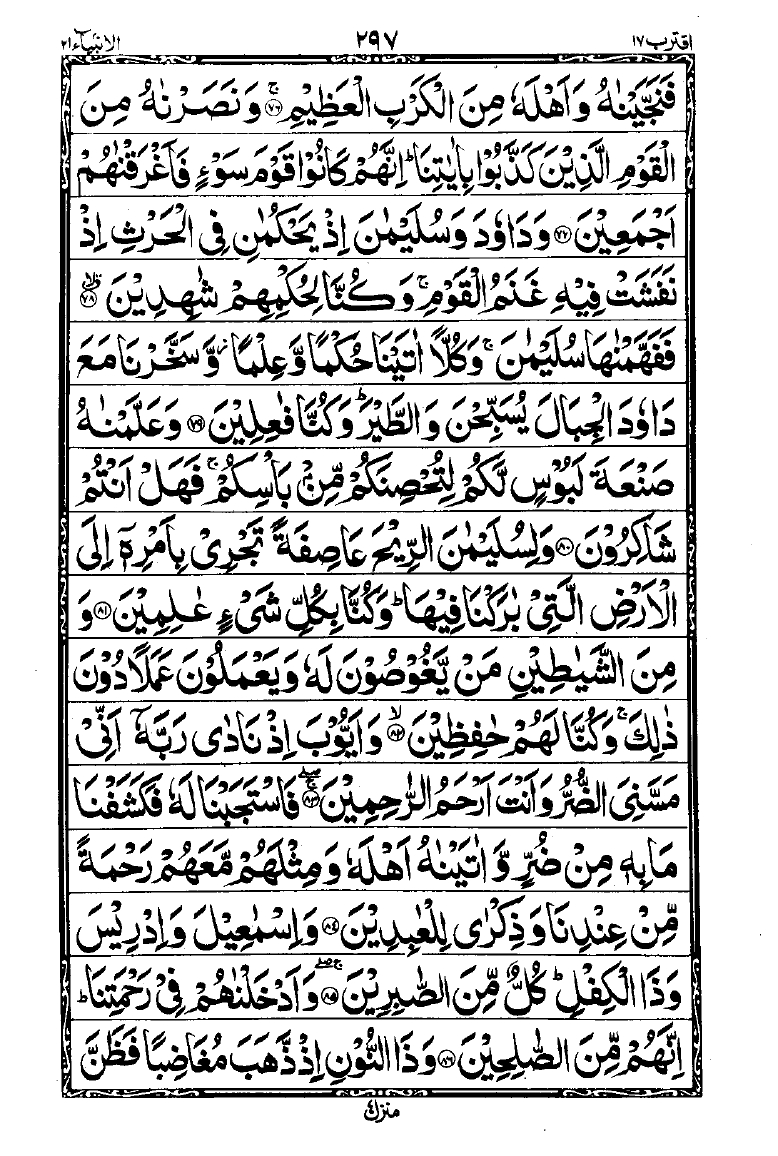 اقترب ١٧ ٢٩٧ الانبیاء ٢١
فَنَجَّیْنٰهُ وَ اَهْلَهٗ مِنَ الْكَرْبِ الْعَظِیْمِ ۚ﴿٧٦﴾ وَ نَصَرْنٰهُ مِنَ
الْقَوْمِ الَّذِیْنَ كَذَّبُوْا بِاٰیٰتِنَا ؕ اِنَّهُمْ كَانُوْا قَوْمَ سَوْءٍ فَاَغْرَقْنٰهُمْ
اَجْمَعِیْنَ ﴿٧٧﴾ وَ دَاوٗدَ وَ سُلَیْمٰنَ اِذْ یَحْكُمٰنِ فِی الْحَرْثِ اِذْ
نَفَشَتْ فِیْهِ غَنَمُ الْقَوْمِ ۚ وَ كُنَّا لِحُكْمِهِمْ شٰهِدِیْنَ ﴿٧٨﴾
فَفَهَّمْنٰهَا سُلَیْمٰنَ ۚ وَ كُلًّا اٰتَیْنَا حُكْمًا وَّ عِلْمًا ؗ وَّ سَخَّرْنَا مَعَ
دَاوٗدَ الْجِبَالَ یُسَبِّحْنَ وَ الطَّیْرَ ؕ وَ كُنَّا فٰعِلِیْنَ ﴿٧٩﴾ وَ عَلَّمْنٰهُ
صَنْعَةَ لَبُوْسٍ لَّكُمْ لِتُحْصِنَكُمْ مِّنْۢ بَاْسِكُمْ ۚ فَهَلْ اَنْتُمْ
شَاكِرُوْنَ ﴿٨٠﴾ وَ لِسُلَیْمٰنَ الرِّیْحَ عَاصِفَةً تَجْرِیْ بِاَمْرِهٖۤ اِلَی
الْاَرْضِ الَّتِیْ بٰرَكْنَا فِیْهَا ؕ وَ كُنَّا بِكُلِّ شَیْءٍ عٰلِمِیْنَ ﴿٨١﴾ وَ
مِنَ الشَّیٰطِیْنِ مَنْ یَّغُوْصُوْنَ لَهٗ وَ یَعْمَلُوْنَ عَمَلًا دُوْنَ
ذٰلِكَ ۚ وَ كُنَّا لَهُمْ حٰفِظِیْنَ ۙ﴿٨٢﴾ وَ اَیُّوْبَ اِذْ نَادٰی رَبَّهٗۤ اَنِّیْ
مَسَّنِیَ الضُّرُّ وَ اَنْتَ اَرْحَمُ الرّٰحِمِیْنَ ۚۖ﴿٨٣﴾ فَاسْتَجَبْنَا لَهٗ فَكَشَفْنَا
مَا بِهٖ مِنْ ضُرٍّ وَّ اٰتَیْنٰهُ اَهْلَهٗ وَ مِثْلَهُمْ مَّعَهُمْ رَحْمَةً
مِّنْ عِنْدِنَا وَ ذِكْرٰی لِلْعٰبِدِیْنَ ﴿٨٤﴾ وَ اِسْمٰعِیْلَ وَ اِدْرِیْسَ
وَ ذَا الْكِفْلِ ؕ كُلٌّ مِّنَ الصّٰبِرِیْنَ ۚۖ﴿٨٥﴾ وَ اَدْخَلْنٰهُمْ فِیْ رَحْمَتِنَا ؕ
اِنَّهُمْ مِّنَ الصّٰلِحِیْنَ ﴿٨٦﴾ وَ ذَا النُّوْنِ اِذْ ذَّهَبَ مُغَاضِبًا فَظَنَّ
منزل ٤